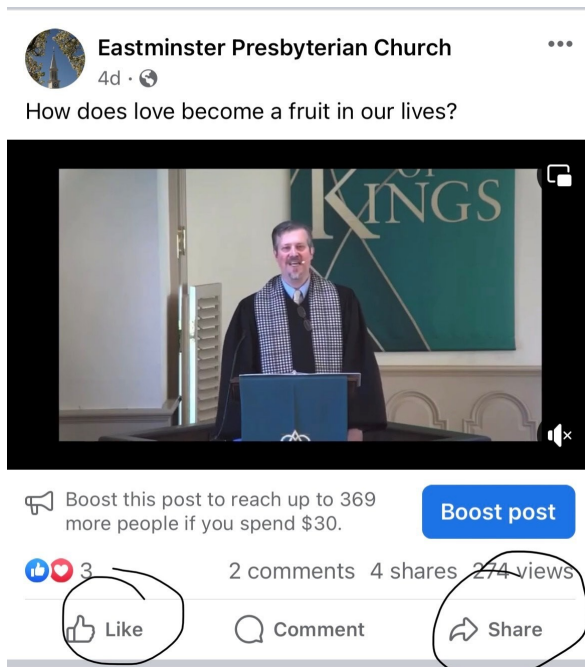 Eastminster Presbyterian Church
4d ·
How does love become a fruit in our lives?
KINGS
Boost this post to reach up to 369
more people if you spend $30.
Boost post
3 2 comments 4 shares 274 views
Like Comment Share